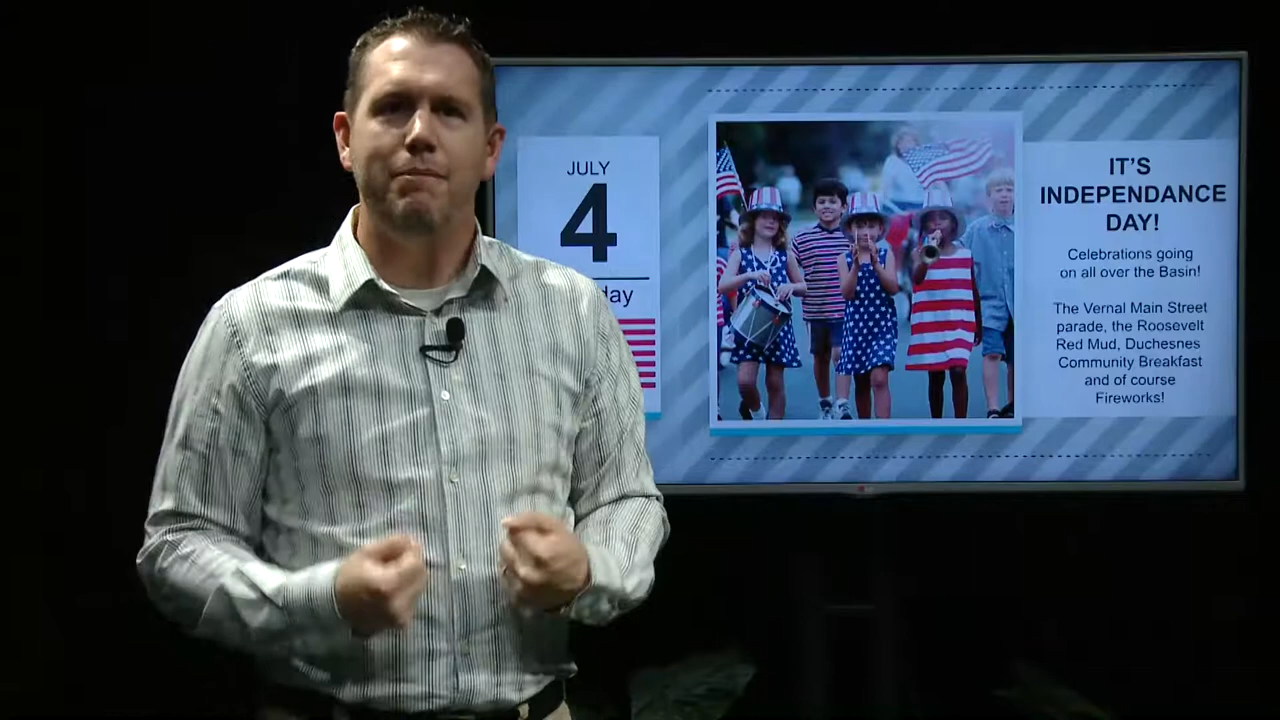 JULY
4
day
IT'S
INDEPENDANCE
DAY!
Celebrations going
on all over the Basin!
The Vernal Main Street
parade, the Roosevelt
Red Mud, Duchesnes
Community Breakfast
and of course
Fireworks!